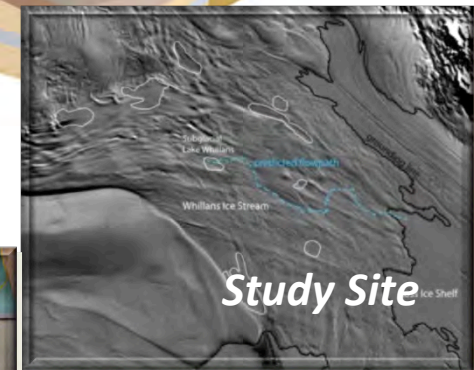 Subglacial
Lake Whillans
predicted flowpath
Whillans Ice Stream
Study Site
Ice Shelf